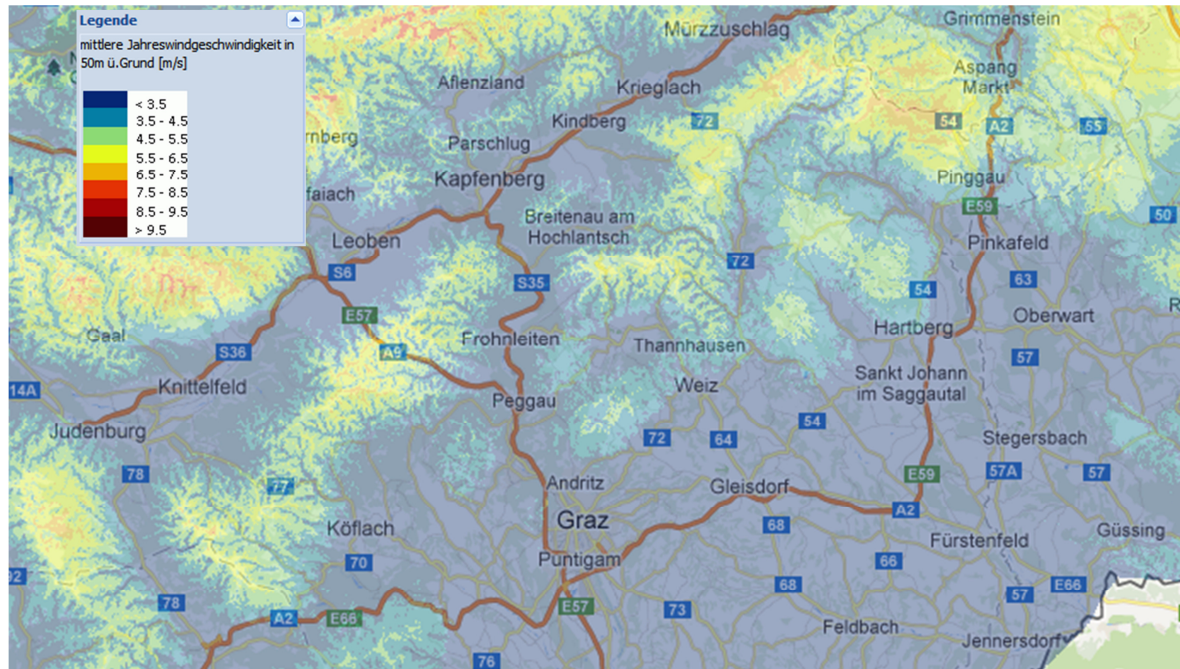 Legende
mittlere Jahreswindgeschwindigkeit in
50m ü.Grund [m/s]
< 3.5
3.5 - 4.5
4.5 - 5.5
5.5 - 6.5
6.5 - 7.5
7.5 - 8.5
8.5 - 9.5
> 9.5
Grimmenstein
Mürzzuschlag
Aspang
Markt
Aflenzland
Krieglach
Kindberg
72
54
A2
55
Parschlug
Kapfenberg
Pinggau
E59
50
Breitenau am
Hochlantsch
Leoben
Pinkafeld
S6
S35
72
63
54
E57
Oberwart
Gaal
Hartberg
Frohnleiten
Thannhausen
S36
A9
57
14A
Knittelfeld
Weiz
Sankt Johann
im Saggautal
Peggau
54
Judenburg
72
64
Stegersbach
78
57A
57
E59
77
Andritz
Gleisdorf
A2
Graz
68
Köflach
Güssing
Fürstenfeld
Puntigam
70
66
92
68
E66
78
E57
73
57
A2
E66
Feldbach
Jennersdorf
76